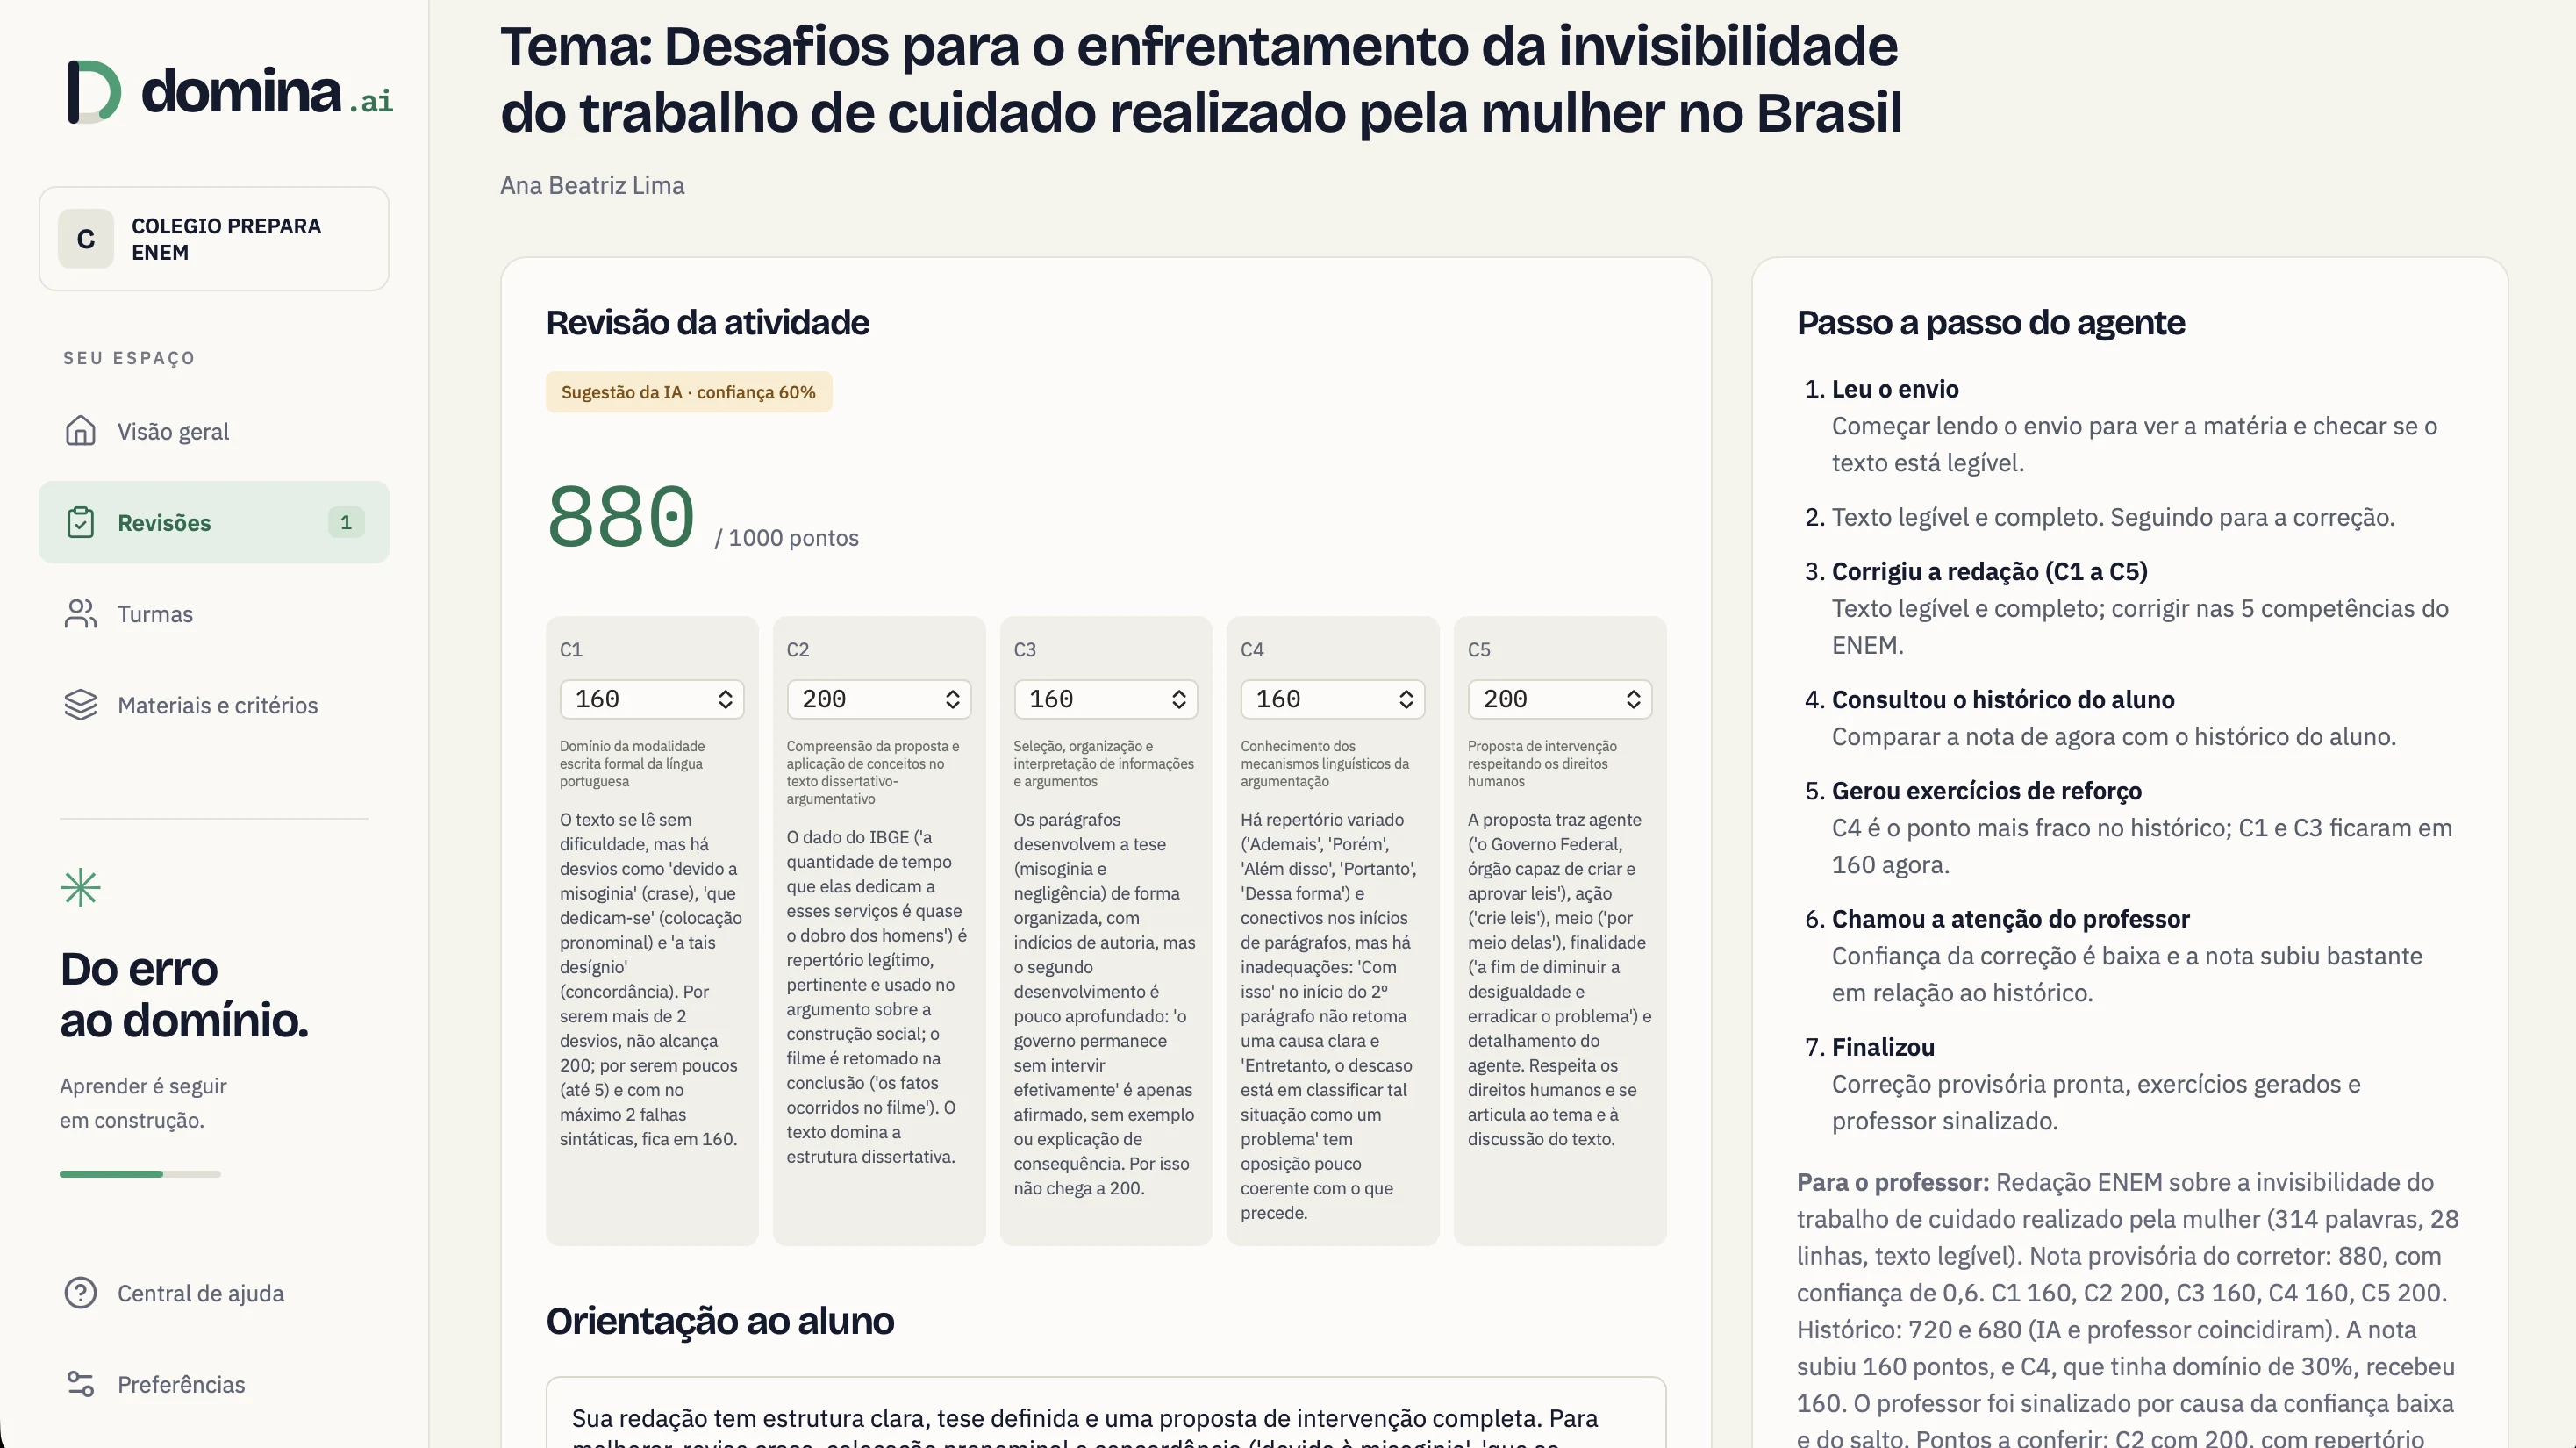 domina.ai
C
COLEGIO PREPARA
ENEM
SEU ESPAÇO
Visão geral
Revisões
1
Turmas
Materiais e critérios
Do erro
ao domínio.
Aprender é seguir
em construção.
Central de ajuda
Preferências
Tema: Desafios para o enfrentamento da invisibilidade
do trabalho de cuidado realizado pela mulher no Brasil
Ana Beatriz Lima
Revisão da atividade
Sugestão da IA · confiança 60%
880 / 1000 pontos
C1
160
Domínio da modalidade
escrita formal da língua
portuguesa
O texto se lê sem
dificuldade, mas há
desvios como 'devido a
misoginia' (crase), 'que
dedicam-se' (colocação
pronominal) e 'a tais
desígnio'
(concordância). Por
serem mais de 2
desvios, não alcança
200; por serem poucos
(até 5) e com no
máximo 2 falhas
sintáticas, fica em 160.
C2
200
Compreensão da proposta e
aplicação de conceitos no
texto dissertativo-
argumentativo
O dado do IBGE ('a
quantidade de tempo
que elas dedicam a
esses serviços é quase
o dobro dos homens') é
repertório legítimo,
pertinente e usado no
argumento sobre a
construção social; o
filme é retomado na
conclusão ('os fatos
ocorridos no filme'). O
texto domina a
estrutura dissertativa.
C3
160
Seleção, organização e
interpretação de informações
e argumentos
Os parágrafos
desenvolvem a tese
(misoginia e
negligência) de forma
organizada, com
indícios de autoria, mas
o segundo
desenvolvimento é
pouco aprofundado: 'o
governo permanece
sem intervir
efetivamente' é apenas
afirmado, sem exemplo
ou explicação de
consequência. Por isso
não chega a 200.
C4
160
Conhecimento dos
mecanismos linguísticos da
argumentação
Há repertório variado
('Ademais', 'Porém',
'Além disso', 'Portanto',
'Dessa forma') e
conectivos nos inícios
de parágrafos, mas há
inadequações: 'Com
isso' no início do 2º
parágrafo não retoma
uma causa clara e
'Entretanto, o descaso
está em classificar tal
situação como um
problema' tem
oposição pouco
coerente com o que
precede.
C5
200
Proposta de intervenção
respeitando os direitos
humanos
A proposta traz agente
('o Governo Federal,
órgão capaz de criar e
aprovar leis'), ação
('crie leis'), meio ('por
meio delas'), finalidade
('a fim de diminuir a
desigualdade e
erradicar o problema') e
detalhamento do
agente. Respeita os
direitos humanos e se
articula ao tema e à
discussão do texto.
Orientação ao aluno
Sua redação tem estrutura clara, tese definida e uma proposta de intervenção completa. Para
melhorar, revise crase, colocação pronominal e concordância ('devido à misoginia', 'que se
Passo a passo do agente
1. Leu o envio
Começar lendo o envio para ver a matéria e checar se o
texto está legível.
2. Texto legível e completo. Seguindo para a correção.
3. Corrigiu a redação (C1 a C5)
Texto legível e completo; corrigir nas 5 competências do
ENEM.
4. Consultou o histórico do aluno
Comparar a nota de agora com o histórico do aluno.
5. Gerou exercícios de reforço
C4 é o ponto mais fraco no histórico; C1 e C3 ficaram em
160 agora.
6. Chamou a atenção do professor
Confiança da correção é baixa e a nota subiu bastante
em relação ao histórico.
7. Finalizou
Correção provisória pronta, exercícios gerados e
professor sinalizado.
Para o professor: Redação ENEM sobre a invisibilidade do
trabalho de cuidado realizado pela mulher (314 palavras, 28
linhas, texto legível). Nota provisória do corretor: 880, com
confiança de 0,6. C1 160, C2 200, C3 160, C4 160, C5 200.
Histórico: 720 e 680 (IA e professor coincidiram). A nota
subiu 160 pontos, e C4, que tinha domínio de 30%, recebeu
160. O professor foi sinalizado por causa da confiança baixa
e do salto. Pontos a conferir: C2 com 200, com repertório